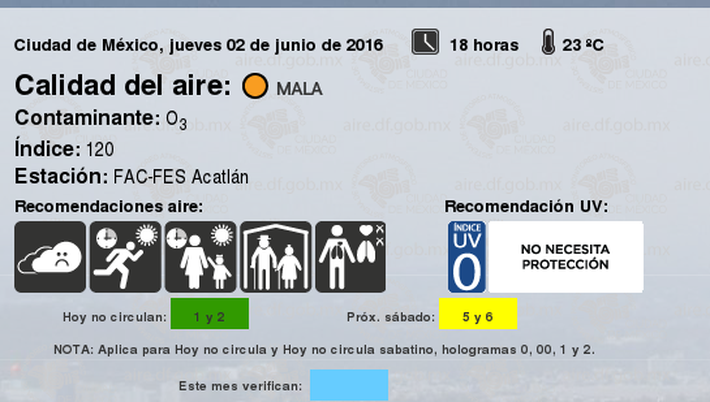 Ciudad de México, jueves 02 de junio de 2016 18 horas 23 ºC
Calidad del aire: MALA
Contaminante: O3
Índice: 120
Estación: FAC-FES Acatlán
Recomendaciones aire: Recomendación UV:
ÍNDICE
UV
0
NO NECESITA
PROTECCIÓN
Hoy no circulan: 1 y 2 Próx. sábado: 5 y 6
NOTA: Aplica para Hoy no circula y Hoy no circula sabatino, hologramas 0, 00, 1 y 2.
Este mes verifican:
aire.df.gob.mx
CIUDAD
DE MÉXICO